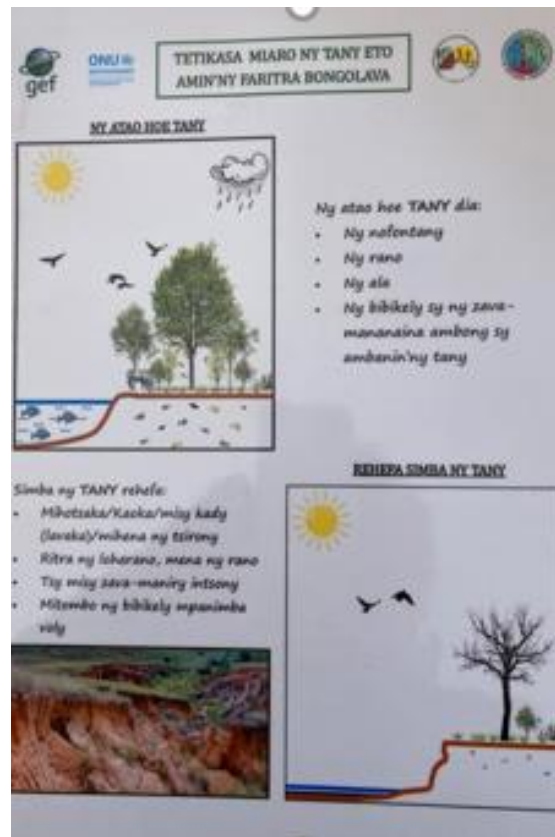 gef
ONU
TETIKASA MIARO NY TANY ETO
AMIN'NY FARITRA BONGOLAVA
NY ATAO HOE TANY
Ny atao hoe TANY dia:
• Ny nofontany
• Ny rano
• Ny ala
• Ny bibikely sy ny zava-
mananaina ambony sy
ambanin'ny tany
Simba ny TANY rehefa:
• Mihotsaka/Kaoka/misy kady
(lavaka)/mihena ny tsirony
• Ritra ny loharano, mena ny rano
• Tsy misy zava-maniry intsony
• Mitombo ny bibikely mpanimba
voly
REHEFA SIMBA NY TANY